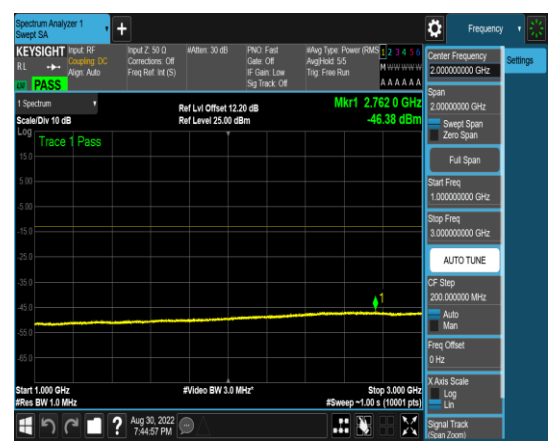 Spectrum Analyzer 1
Swept SA
+
Frequency
KEYSIGHT
RL
PASS
Input: RF
Coupling: DC
Align: Auto
Input Z: 50 Ω
Corrections: Off
Freq Ref: Int (S)
#Atten: 30 dB
PNO: Fast
Gate: Off
IF Gain: Low
Sig Track: Off
#Avg Type: Power (RMS
Avg|Hold: 5/5
Trig: Free Run
1 2 3 4 5 6
M W W W W W
A A A A A A
1 Spectrum
Scale/Div 10 dB
Ref Lvl Offset 12.20 dB
Ref Level 25.00 dBm
Mkr1 2.762 0 GHz
-46.38 dBm
Log
Trace 1 Pass
15.0
5.00
-5.00
-15.0
-25.0
-35.0
-45.0
-55.0
-65.0
1
Start 1.000 GHz
#Res BW 1.0 MHz
#Video BW 3.0 MHz*
Stop 3.000 GHz
#Sweep ~1.00 s (10001 pts)
?
Aug 30, 2022
7:44:57 PM
Center Frequency
2.000000000 GHz
Settings
Span
2.00000000 GHz
Swept Span
Zero Span
Full Span
Start Freq
1.000000000 GHz
Stop Freq
3.000000000 GHz
AUTO TUNE
CF Step
200.000000 MHz
Auto
Man
Freq Offset
0 Hz
X Axis Scale
Log
Lin
Signal Track
(Span Zoom)